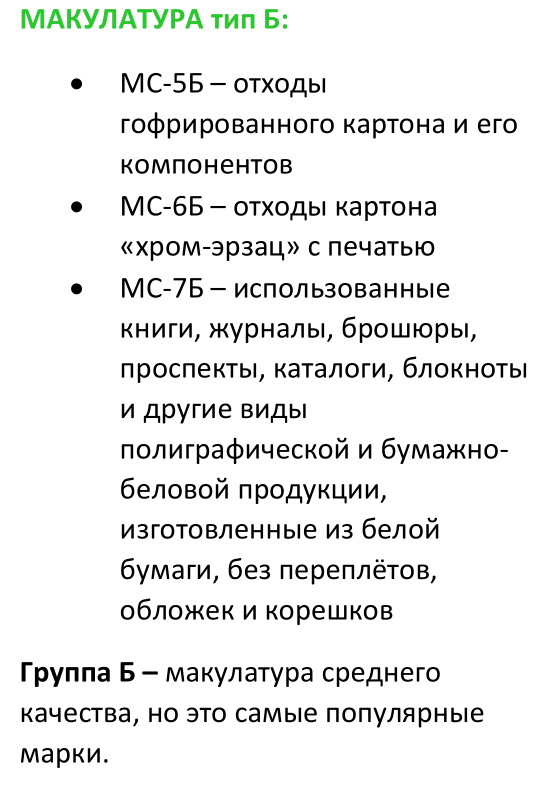 МАКУЛАТУРА тип Б:
• МС-5Б – отходы
гофрированного картона и его
компонентов
• МС-6Б – отходы картона
«хром-эрзац» с печатью
• МС-7Б – использованные
книги, журналы, брошюры,
проспекты, каталоги, блокноты
и другие виды
полиграфической и бумажно-
беловой продукции,
изготовленные из белой
бумаги, без переплётов,
обложек и корешков
Группа Б – макулатура среднего
качества, но это самые популярные
марки.